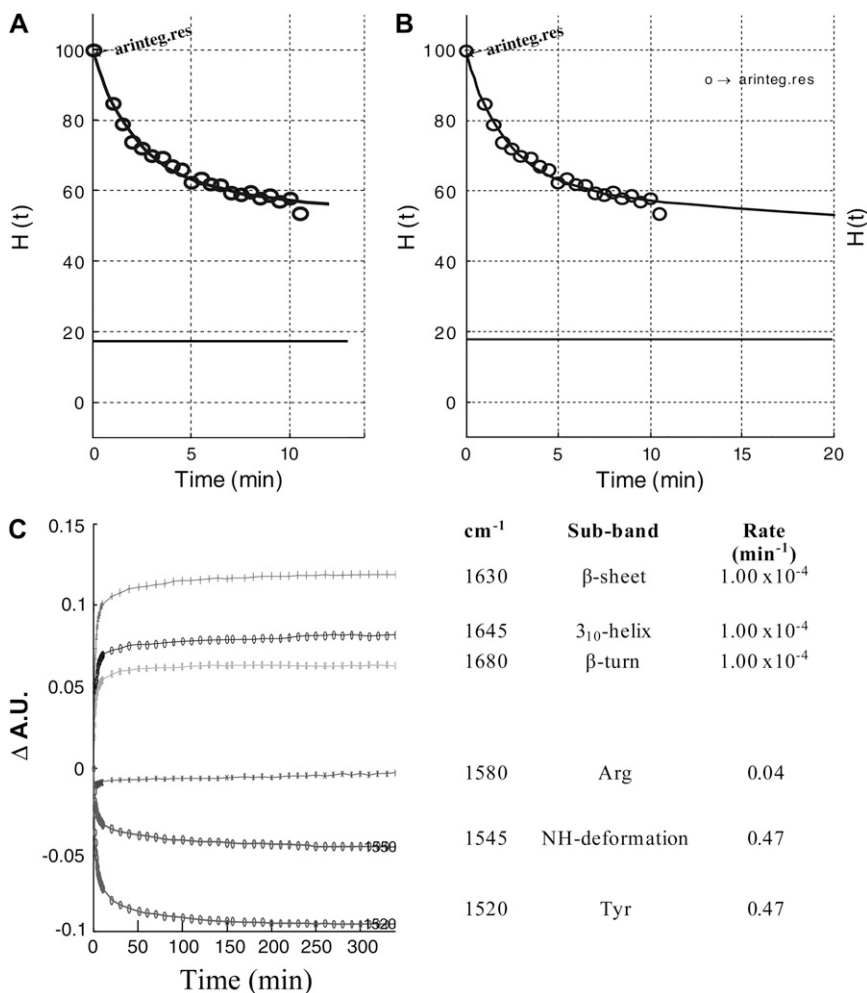 A
100
80
60
40
20
0
H (t)
arinteg.res
0
5
10
Time (min)
B
100
80
60
40
20
0
H (t)
arinteg.res
o → arinteg.res
H (t)
0
5
10
15
20
Time (min)
C
0.15
0.1
0.05
0
-0.05
-0.1
Δ A.U.
1550
1520
0
50
100
150
200
250
300
Time (min)
cm⁻¹ Sub-band Rate
(min⁻¹)
1630 β-sheet 1.00 x10⁻⁴
1645 3₁₀-helix 1.00 x10⁻⁴
1680 β-turn 1.00 x10⁻⁴
1580 Arg 0.04
1545 NH-deformation 0.47
1520 Tyr 0.47